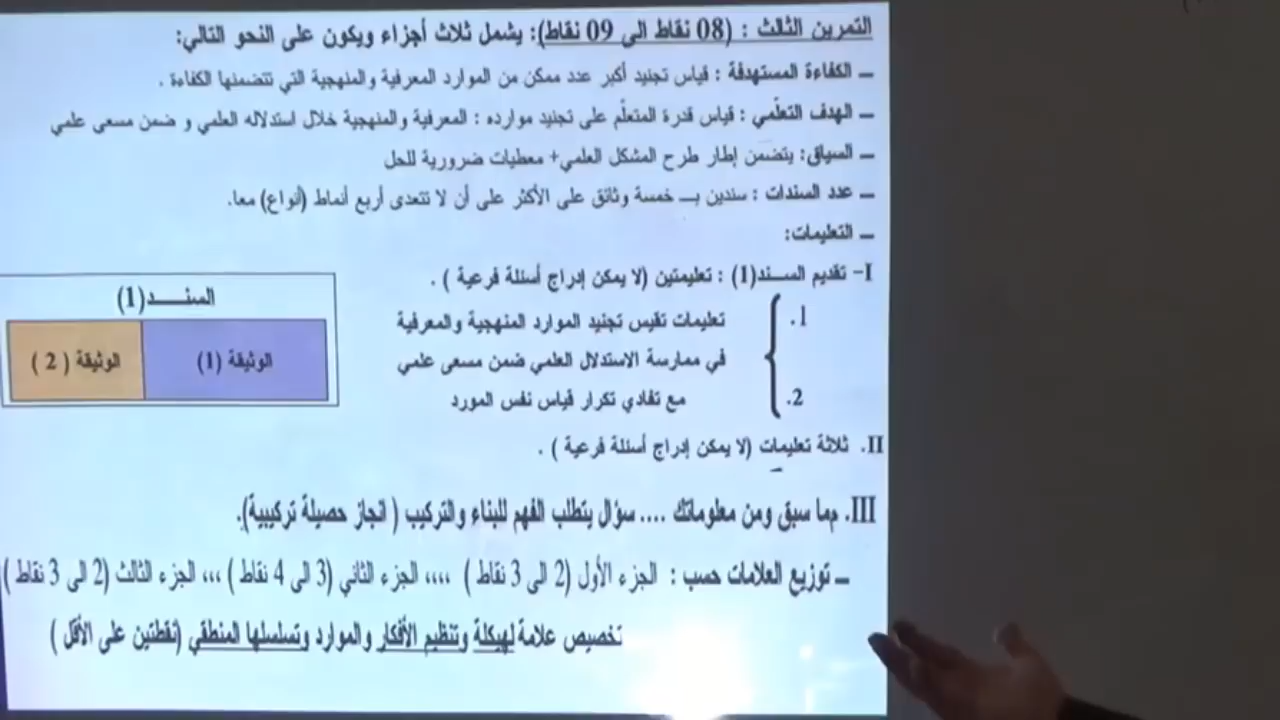 التمرين الثالث : (08 نقاط الى 09 نقاط): يشمل ثلاث أجزاء ويكون على النحو التالي:
ـ الكفاءة المستهدفة : قياس تجنيد أكبر عدد ممكن من الموارد المعرفية والمنهجية التي تتضمنها الكفاءة .
ـ الهدف التعلّمي : قياس قدرة المتعلّم على تجنيد موارده : المعرفية والمنهجية خلال استدلاله العلمي و ضمن مسعى علمي
ـ السياق: يتضمن إطار طرح المشكل العلمي+ معطيات ضرورية للحل
ـ عدد السندات : سندين بـ خمسة وثائق على الأكثر على أن لا تتعدى أربع أنماط (أنواع) معا.
ـ التعليمات:
I- تقديم الســند(1) : تعليمتين (لا يمكن إدراج أسئلة فرعية ) .
1. تعليمات تقيس تجنيد الموارد المنهجية والمعرفية
في ممارسة الاستدلال العلمي ضمن مسعى علمي
2. مع تفادي تكرار قياس نفس المورد
الســـند(1)
الوثيقة (1)
الوثيقة ( 2 )
II. ثلاثة تعليمات (لا يمكن إدراج أسئلة فرعية ) .
III. مما سبق ومن معلوماتك .... سؤال يتطلب الفهم للبناء والتركيب ( انجاز حصيلة تركيبية).
ـ توزيع العلامات حسب : الجزء الأول (2 الى 3 نقاط ) ،،،، الجزء الثاني (3 الى 4 نقاط ) ،،، الجزء الثالث (2 الى 3 نقاط )
تخصيص علامة لهيكلة وتنظيم الأفكار والموارد وتسلسلها المنطقي (نقطتين على الأقل )